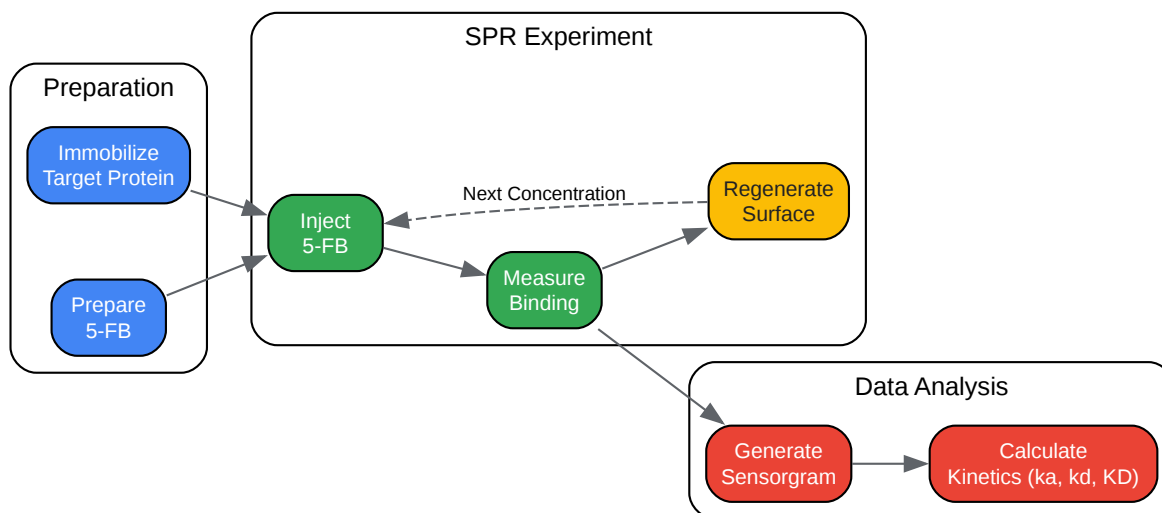 Preparation
Immobilize
Target Protein
Prepare
5-FB
SPR Experiment
Inject
5-FB
Next Concentration
Measure
Binding
Regenerate
Surface
Data Analysis
Generate
Sensorgram
Calculate
Kinetics (ka, kd, KD)